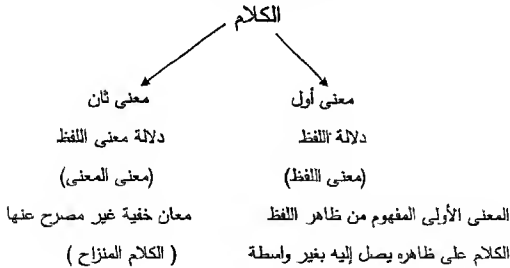 الكلام
معنى أول معنى ثان
دلالة اللفظ دلالة معنى اللفظ
(معنى اللفظ) (معنى المعنى)
المعنى الأولى المفهوم من ظاهر اللفظ معان خفية غير مصرح عنها
الكلام على ظاهره يصل إليه بغير واسطة ( الكلام المنزاح )